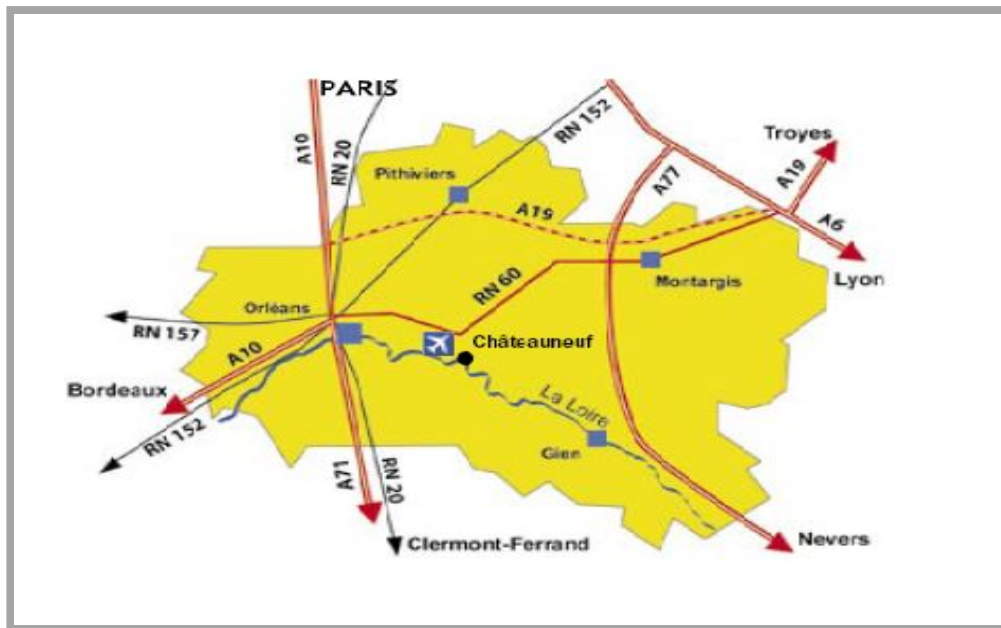 PARIS
A10
RN 20
RN 152
Troyes
A19
A77
Pithiviers
A19
A6
Lyon
RN 60
Montargis
Orléans
RN 157
A10
Châteauneuf
Bordeaux
La Loire
RN 152
Gien
A71
RN 20
Clermont-Ferrand
Nevers